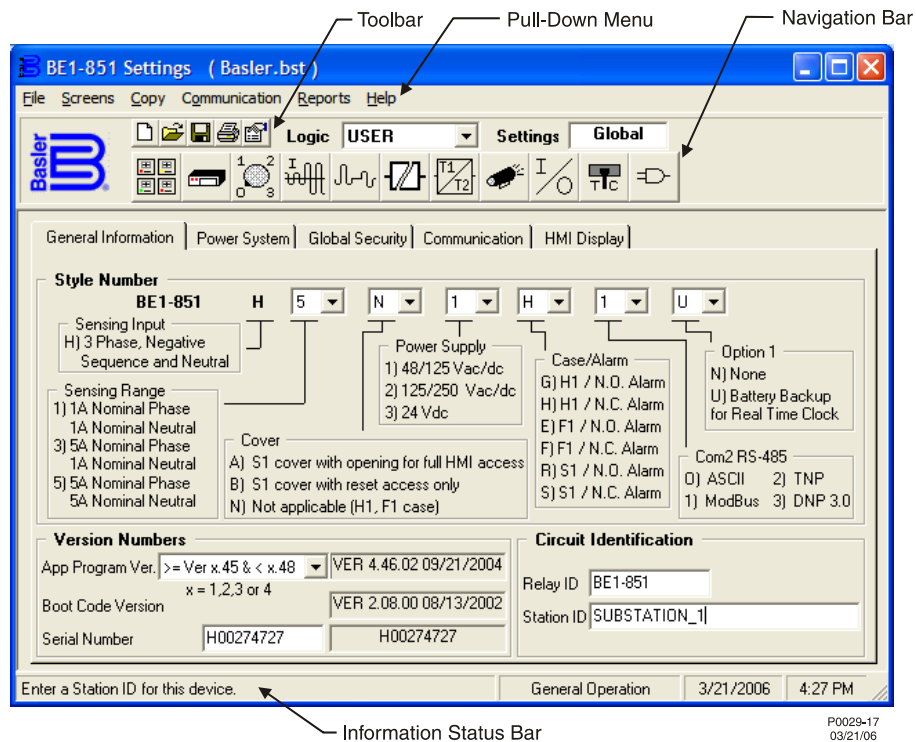 Toolbar
Pull-Down Menu
Navigation Bar
BE1-851 Settings ( Basler.bst )
File Screens Copy Communication Reports Help
Basler
Logic USER Settings Global
1 2 0 3
I
T1 T2
I/O
T C
General Information Power System Global Security Communication HMI Display
Style Number
BE1-851 H 5 N 1 H 1 U
Sensing Input
H) 3 Phase, Negative
Sequence and Neutral
Sensing Range
1) 1A Nominal Phase
1A Nominal Neutral
3) 5A Nominal Phase
1A Nominal Neutral
5) 5A Nominal Phase
5A Nominal Neutral
Cover
A) S1 cover with opening for full HMI access
B) S1 cover with reset access only
N) Not applicable (H1, F1 case)
Power Supply
1) 48/125 Vac/dc
2) 125/250 Vac/dc
3) 24 Vdc
Case/Alarm
G) H1 / N.O. Alarm
H) H1 / N.C. Alarm
E) F1 / N.O. Alarm
F) F1 / N.C. Alarm
R) S1 / N.O. Alarm
S) S1 / N.C. Alarm
Option 1
N) None
U) Battery Backup
for Real Time Clock
Com2 RS-485
0) ASCII 2) TNP
1) ModBus 3) DNP 3.0
Version Numbers
App Program Ver. >= Ver x.45 & < x.48 VER 4.46.02 09/21/2004
x = 1,2,3 or 4
Boot Code Version VER 2.08.00 08/13/2002
Serial Number H00274727 H00274727
Circuit Identification
Relay ID BE1-851
Station ID SUBSTATION_1
Enter a Station ID for this device. General Operation 3/21/2006 4:27 PM
Information Status Bar
P0029-17
03/21/06